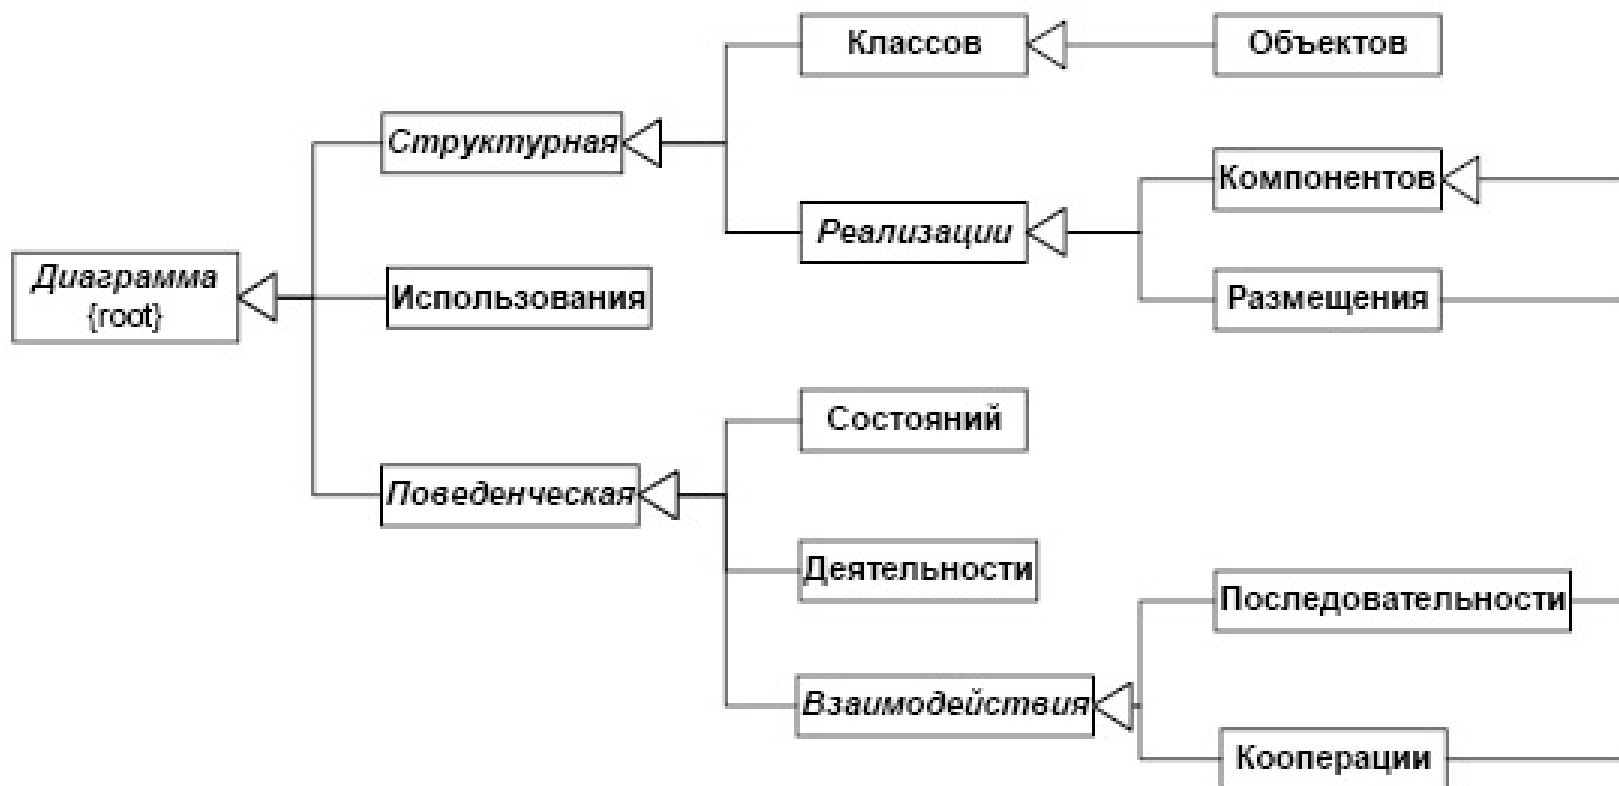 Классов
Объектов
Структурная
Компонентов
Реализации
Диаграмма
{root}
Использования
Размещения
Состояний
Поведенческая
Деятельности
Последовательности
Взаимодействия
Кооперации